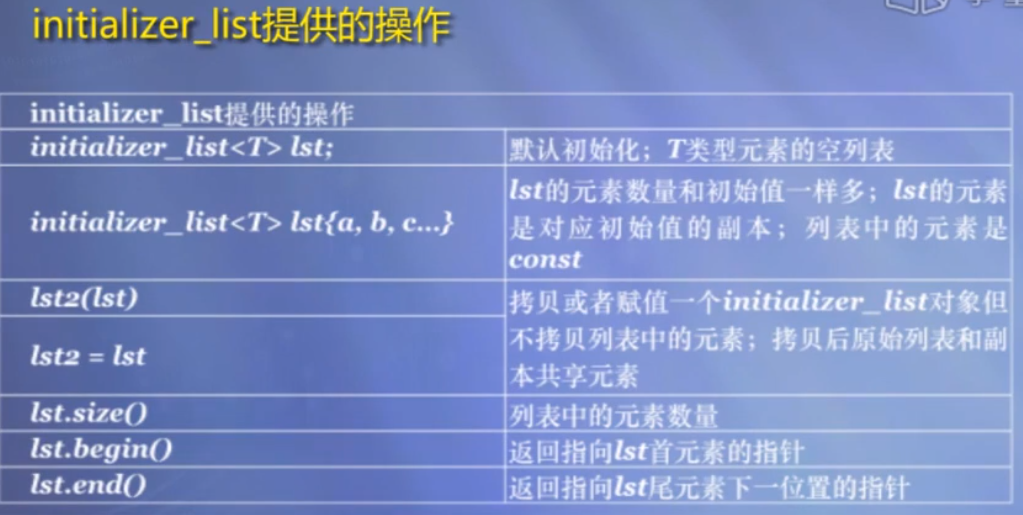 initializer_list提供的操作
initializer_list提供的操作
initializer_list<T> lst;
默认初始化；T类型元素的空列表
initializer_list<T> lst{a, b, c...}
lst的元素数量和初始值一样多；lst的元素
是对应初始值的副本；列表中的元素是
const
lst2(lst)
lst2 = lst
拷贝或者赋值一个initializer_list对象但
不拷贝列表中的元素；拷贝后原始列表和副
本共享元素
lst.size()
列表中的元素数量
lst.begin()
返回指向lst首元素的指针
lst.end()
返回指向lst尾元素下一位置的指针